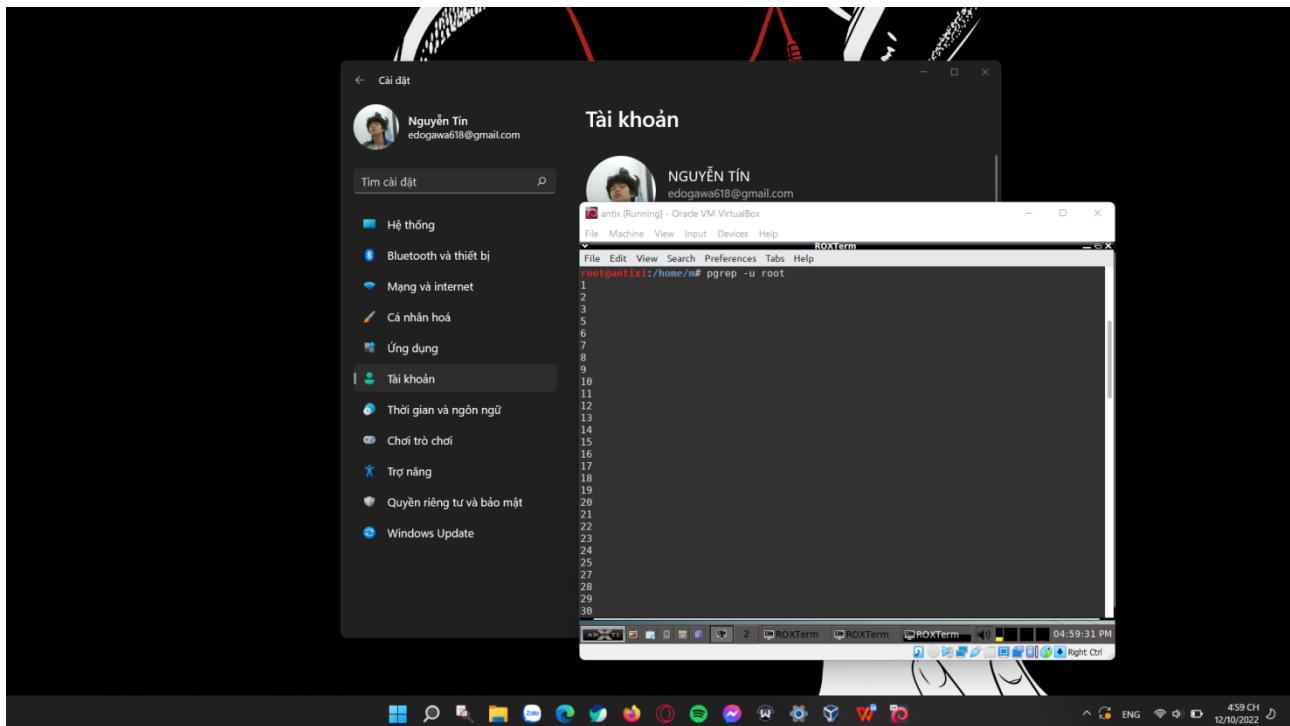 Cài đặt
Nguyễn Tín
edogawa618@gmail.com
Tìm cài đặt
Hệ thống
Bluetooth và thiết bị
Mạng và internet
Cá nhân hoá
Ứng dụng
Tài khoản
Thời gian và ngôn ngữ
Chơi trò chơi
Trợ năng
Quyền riêng tư và bảo mật
Windows Update
Tài khoản
NGUYỄN TÍN
edogawa618@gmail.com
antix [Running] - Oracle VM VirtualBox
File Machine View Input Devices Help
ROXTerm
File Edit View Search Preferences Tabs Help
root@antix1:/home/m# pgrep -u root
1
2
3
5
6
7
8
9
10
11
12
13
14
15
16
17
18
19
20
21
22
23
24
25
27
28
29
30
2 ROXTerm ROXTerm ROXTerm 04:59:31 PM
Right Ctrl
Zalo
ENG 4:59 CH
12/10/2022